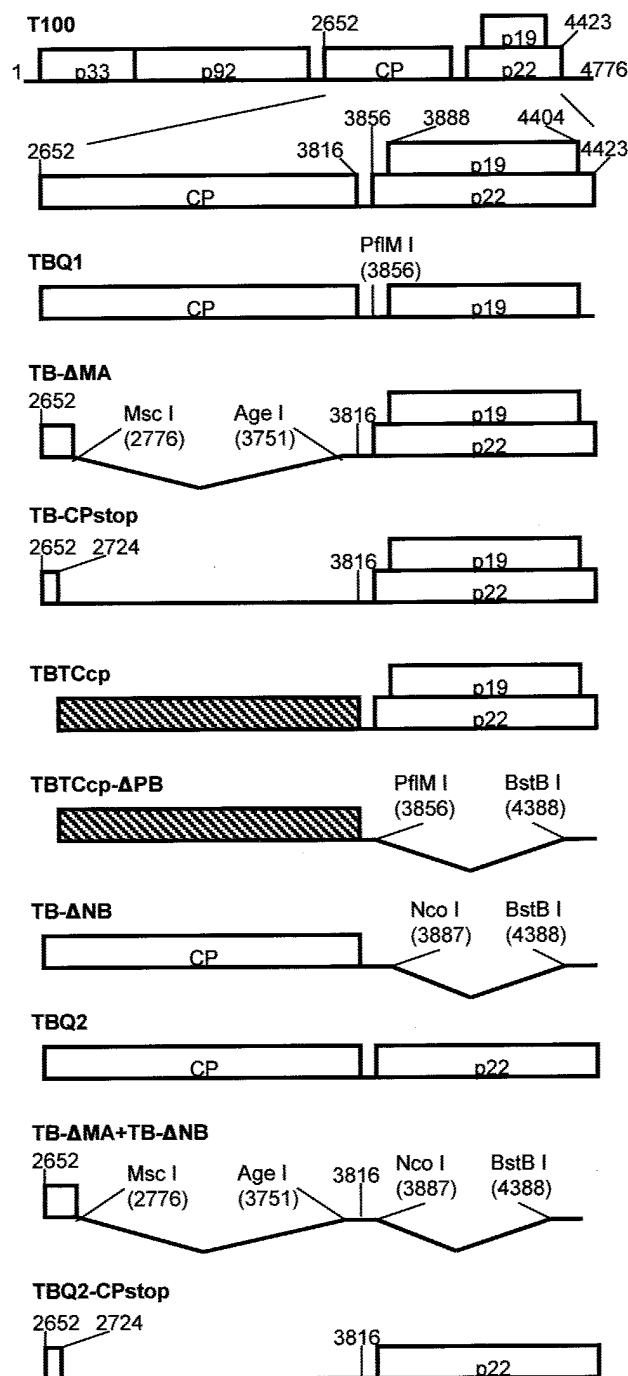 T100
2652
4423
p19
1
p33
p92
CP
p22
4776
3856
3888
4404
2652
3816
4423
p19
CP
p22
PflM I
TBQ1
(3856)
CP
p19
TB-ΔMA
2652
Msc I
(2776)
Age I
(3751)
3816
p19
p22
TB-CPstop
2652
2724
3816
p19
p22
TBTCcp
p19
p22
TBTCcp-ΔPB
PflM I
(3856)
BstB I
(4388)
TB-ΔNB
Nco I
(3887)
BstB I
(4388)
CP
TBQ2
CP
p22
TB-ΔMA+TB-ΔNB
2652
Msc I
(2776)
Age I
(3751)
3816
Nco I
(3887)
BstB I
(4388)
TBQ2-CPstop
2652
2724
3816
p22